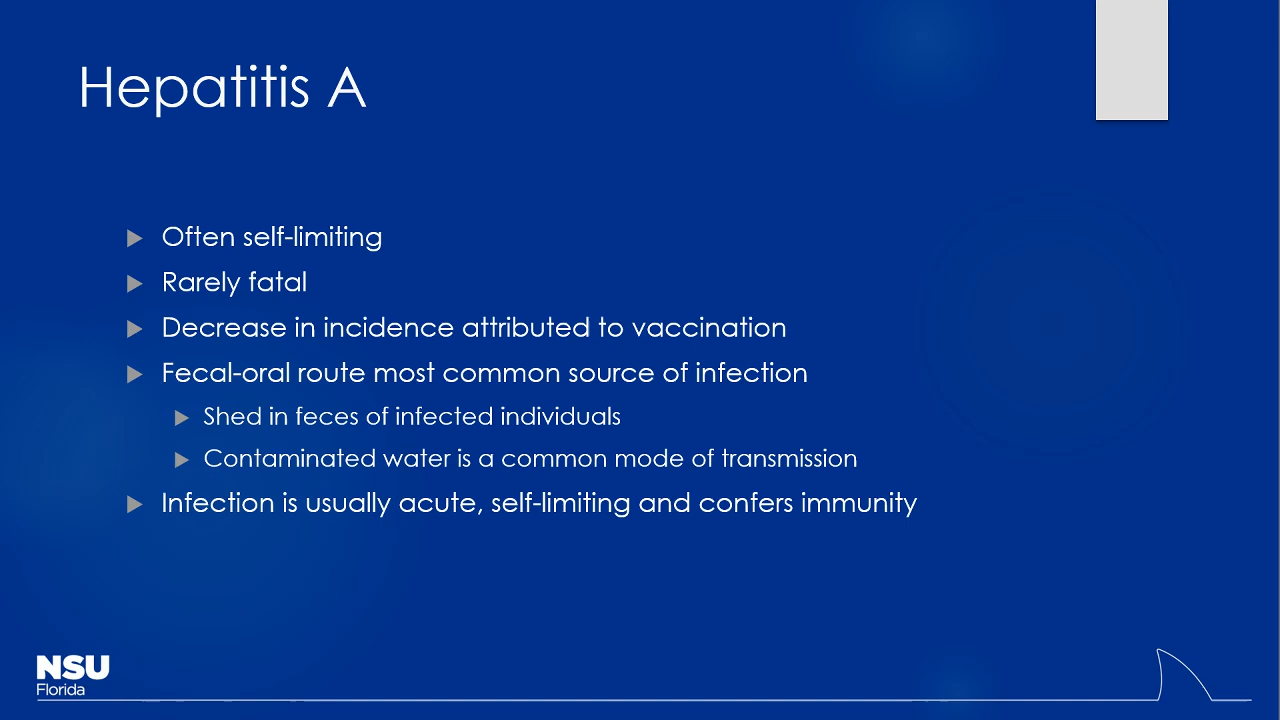 Hepatitis A
Often self-limiting
Rarely fatal
Decrease in incidence attributed to vaccination
Fecal-oral route most common source of infection
Shed in feces of infected individuals
Contaminated water is a common mode of transmission
Infection is usually acute, self-limiting and confers immunity
NSU
Florida